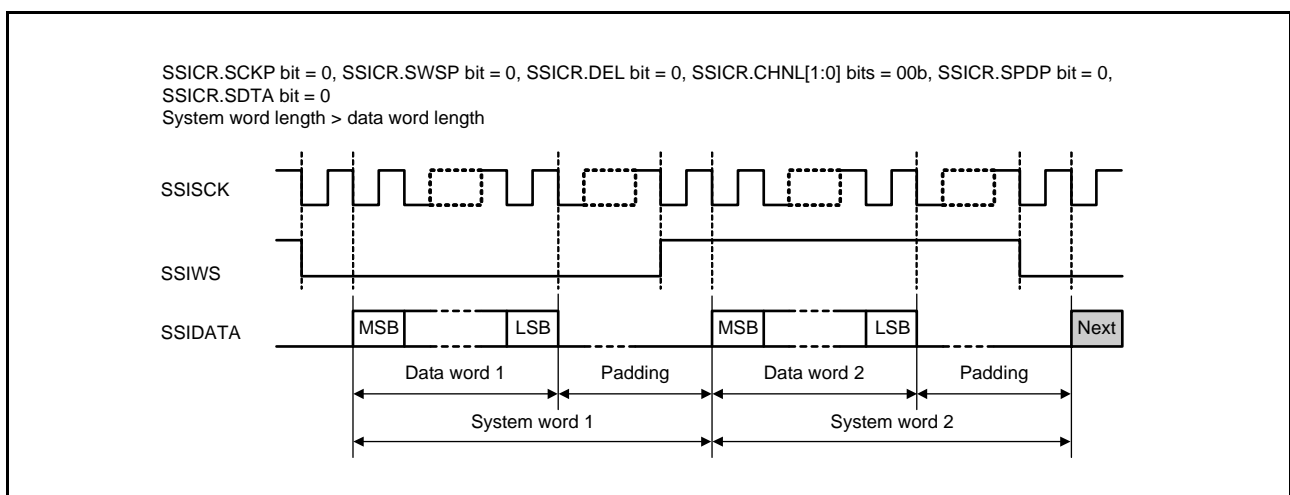 SSICR.SCKP bit = 0, SSICR.SWSP bit = 0, SSICR.DEL bit = 0, SSICR.CHNL[1:0] bits = 00b, SSICR.SPDP bit = 0,
SSICR.SDTA bit = 0
System word length > data word length
SSISCK
SSIWS
SSIDATA
MSB LSB MSB LSB Next
Data word 1 Padding Data word 2 Padding
System word 1 System word 2